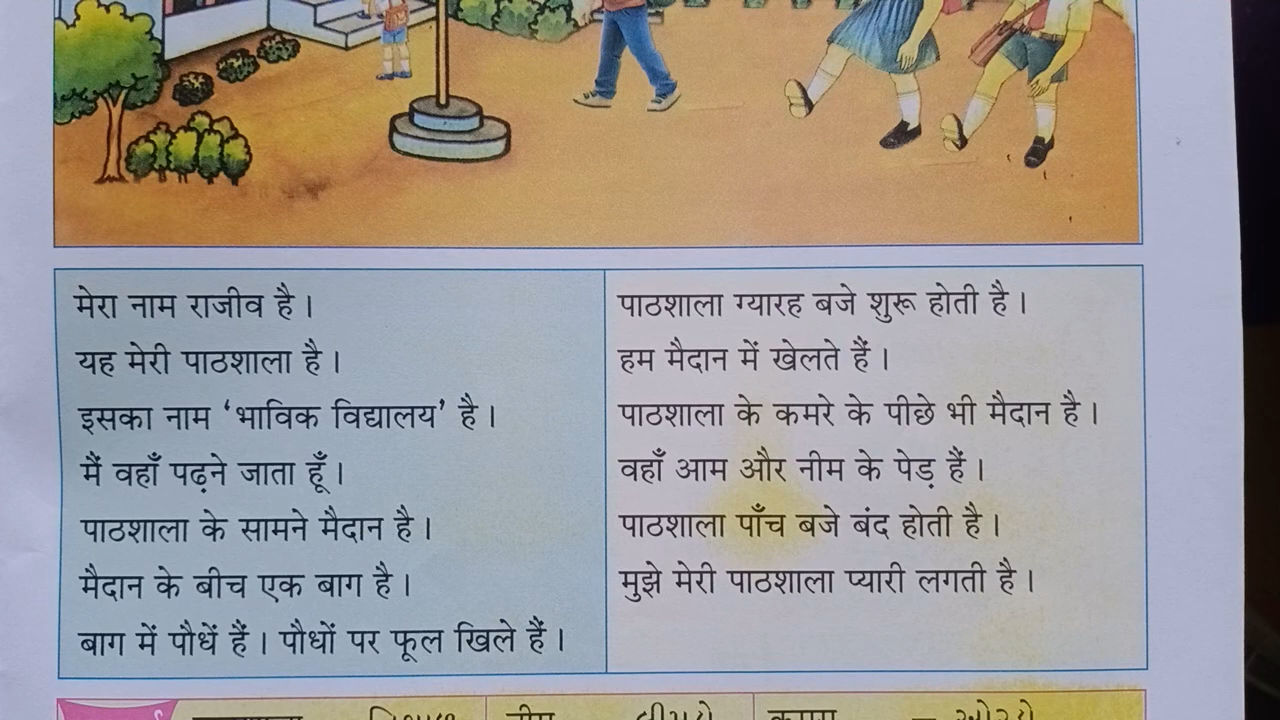 मेरा नाम राजीव है ।
यह मेरी पाठशाला है ।
इसका नाम ‘भाविक विद्यालय’ है ।
मैं वहाँ पढ़ने जाता हूँ ।
पाठशाला के सामने मैदान है ।
मैदान के बीच एक बाग है ।
बाग में पौधें हैं । पौधों पर फूल खिले हैं ।
पाठशाला ग्यारह बजे शुरू होती है ।
हम मैदान में खेलते हैं ।
पाठशाला के कमरे के पीछे भी मैदान है ।
वहाँ आम और नीम के पेड़ हैं ।
पाठशाला पाँच बजे बंद होती है ।
मुझे मेरी पाठशाला प्यारी लगती है ।